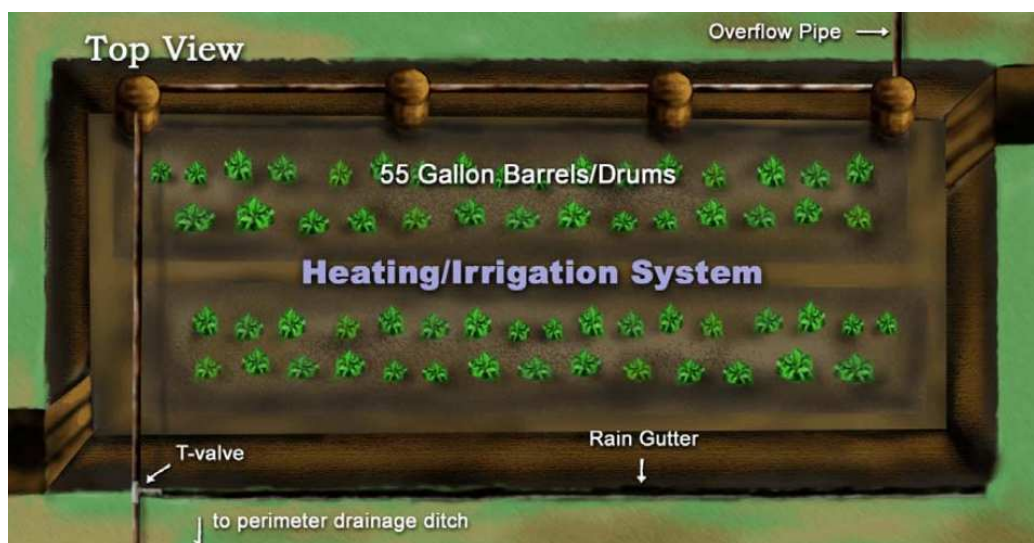 Overflow Pipe
Top View
55 Gallon Barrels/Drums
Heating/Irrigation System
Rain Gutter
T-valve
to perimeter drainage ditch